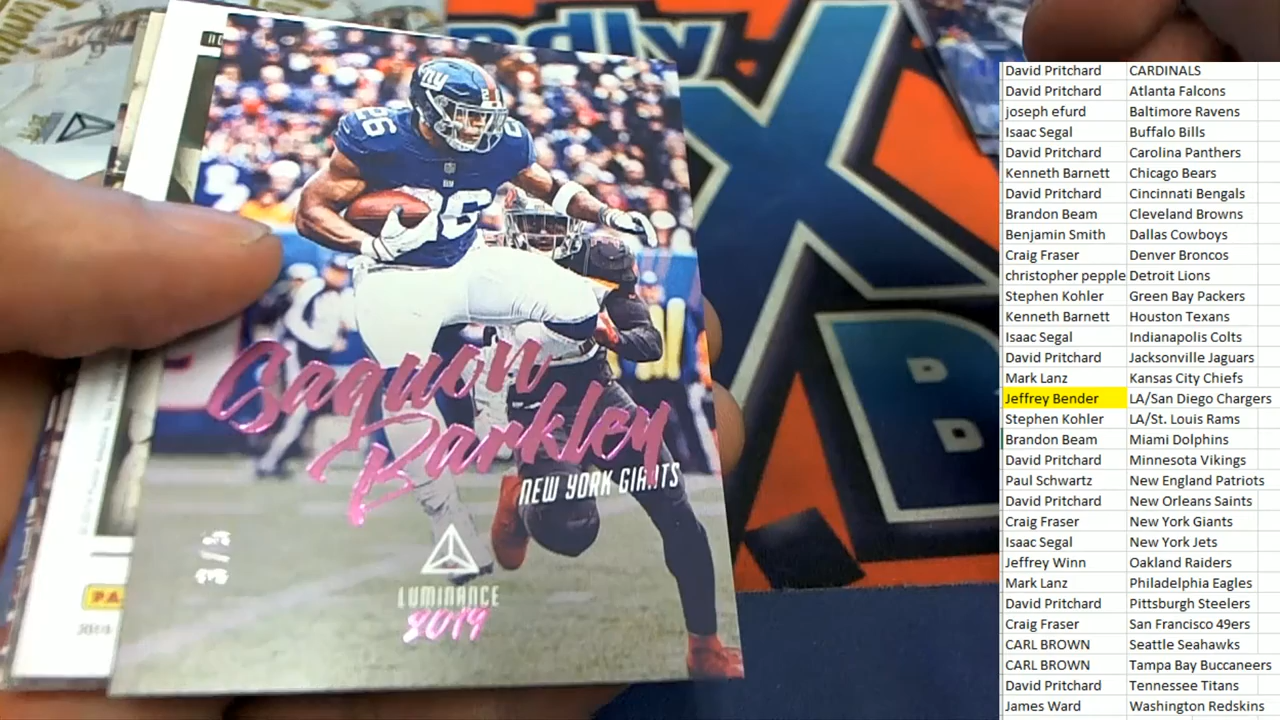 ndly
X
B
NY
26
26
Saquon
Barkley
NEW YORK GIANTS
LUMINANCE
2019
PA
David Pritchard CARDINALS
David Pritchard Atlanta Falcons
joseph efurd Baltimore Ravens
Isaac Segal Buffalo Bills
David Pritchard Carolina Panthers
Kenneth Barnett Chicago Bears
David Pritchard Cincinnati Bengals
Brandon Beam Cleveland Browns
Benjamin Smith Dallas Cowboys
Craig Fraser Denver Broncos
christopher pepple Detroit Lions
Stephen Kohler Green Bay Packers
Kenneth Barnett Houston Texans
Isaac Segal Indianapolis Colts
David Pritchard Jacksonville Jaguars
Mark Lanz Kansas City Chiefs
Jeffrey Bender LA/San Diego Chargers
Stephen Kohler LA/St. Louis Rams
Brandon Beam Miami Dolphins
David Pritchard Minnesota Vikings
Paul Schwartz New England Patriots
David Pritchard New Orleans Saints
Craig Fraser New York Giants
Isaac Segal New York Jets
Jeffrey Winn Oakland Raiders
Mark Lanz Philadelphia Eagles
David Pritchard Pittsburgh Steelers
Craig Fraser San Francisco 49ers
CARL BROWN Seattle Seahawks
CARL BROWN Tampa Bay Buccaneers
David Pritchard Tennessee Titans
James Ward Washington Redskins